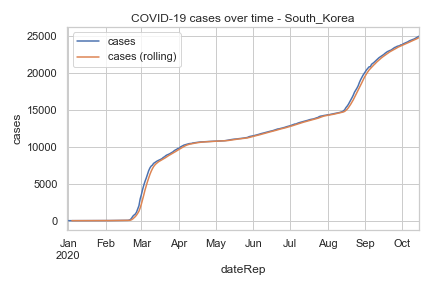 COVID-19 cases over time - South_Korea
cases
cases (rolling)
25000
20000
15000
10000
5000
0
cases
Jan Feb Mar Apr May Jun Jul Aug Sep Oct
2020
dateRep